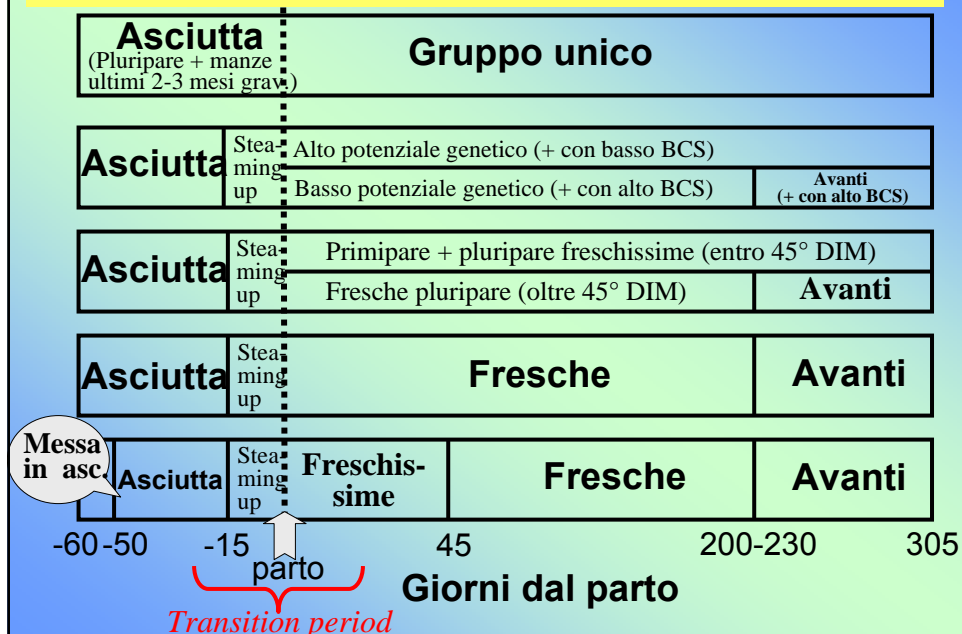 Asciutta
(Pluripare + manze
ultimi 2-3 mesi grav.)
Gruppo unico
Asciutta
Stea-
ming
up
Alto potenziale genetico (+ con basso BCS)
Basso potenziale genetico (+ con alto BCS)
Avanti
(+ con alto BCS)
Asciutta
Stea-
ming
up
Primipare + pluripare freschissime (entro 45° DIM)
Fresche pluripare (oltre 45° DIM)
Avanti
Asciutta
Stea-
ming
up
Fresche
Avanti
Messa
in asc.
Asciutta
Stea-
ming
up
Freschis-
sime
Fresche
Avanti
-60 -50 -15 45 200-230 305
parto
Giorni dal parto
Transition period